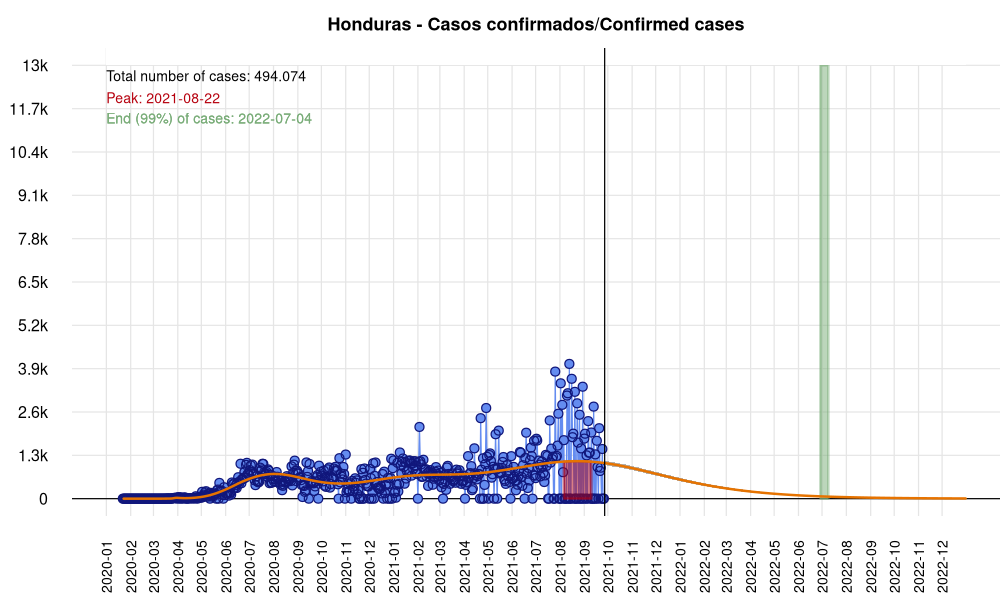 Honduras - Casos confirmados/Confirmed cases
Total number of cases: 494.074
Peak: 2021-08-22
End (99%) of cases: 2022-07-04
13k
11.7k
10.4k
9.1k
7.8k
6.5k
5.2k
3.9k
2.6k
1.3k
0
2020-01
2020-02
2020-03
2020-04
2020-05
2020-06
2020-07
2020-08
2020-09
2020-10
2020-11
2020-12
2021-01
2021-02
2021-03
2021-04
2021-05
2021-06
2021-07
2021-08
2021-09
2021-10
2021-11
2021-12
2022-01
2022-02
2022-03
2022-04
2022-05
2022-06
2022-07
2022-08
2022-09
2022-10
2022-11
2022-12